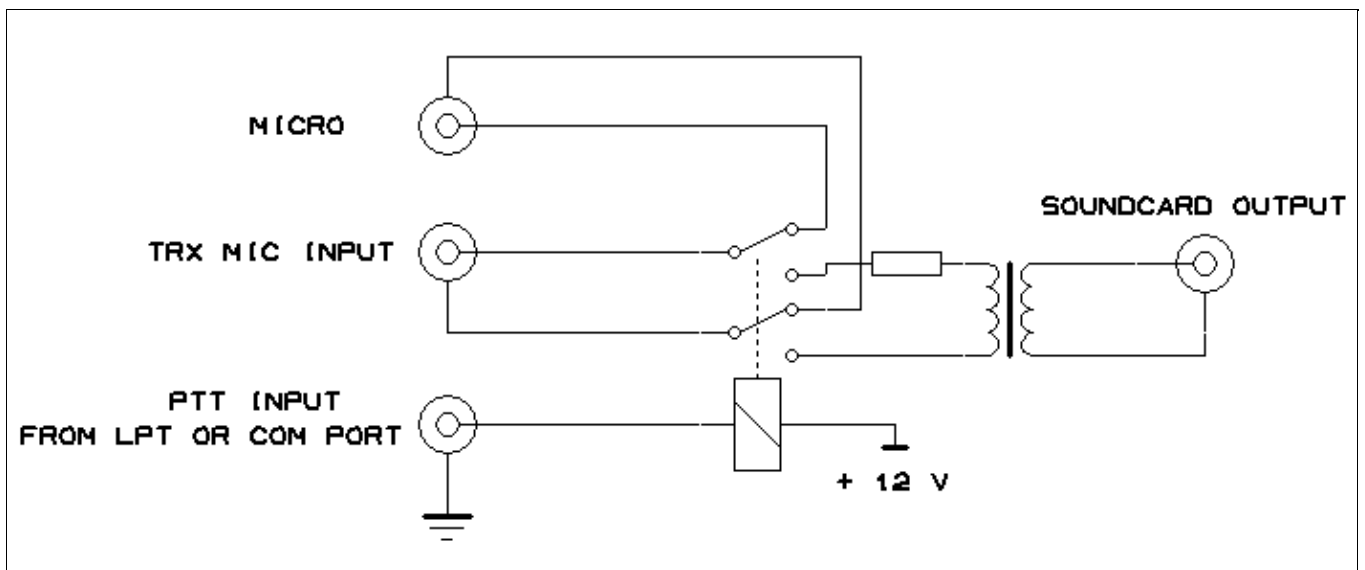 MICRO
SOUNDCARD OUTPUT
TRX MIC INPUT
PTT INPUT
FROM LPT OR COM PORT
+ 12 V